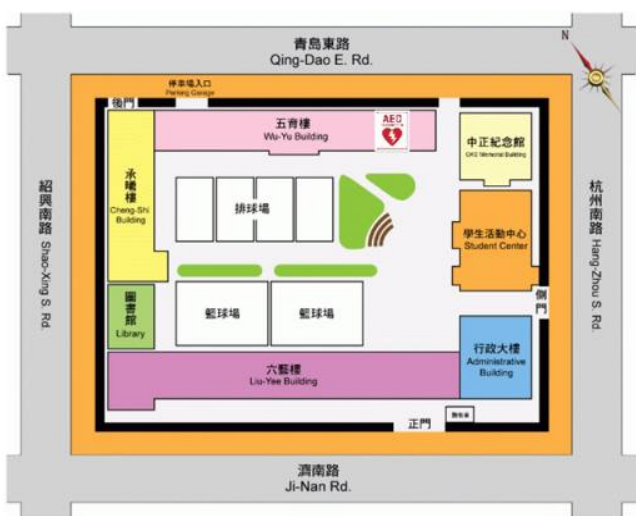 青島東路
Qing-Dao E. Rd.
N
停車場入口
Parking Garage
後門
五育樓
Wu-Yu Building
AED
中正紀念館
CKS Memorial Building
承曦樓
Cheng-Shi
Building
排球場
學生活動中心
Student Center
紹興南路
Shao-Xing S. Rd.
杭州南路
Hang-Zhou S. Rd.
側門
圖書館
Library
籃球場
籃球場
行政大樓
Administrative
Building
六藝樓
Liu-Yee Building
正門
濟南路
Ji-Nan Rd.